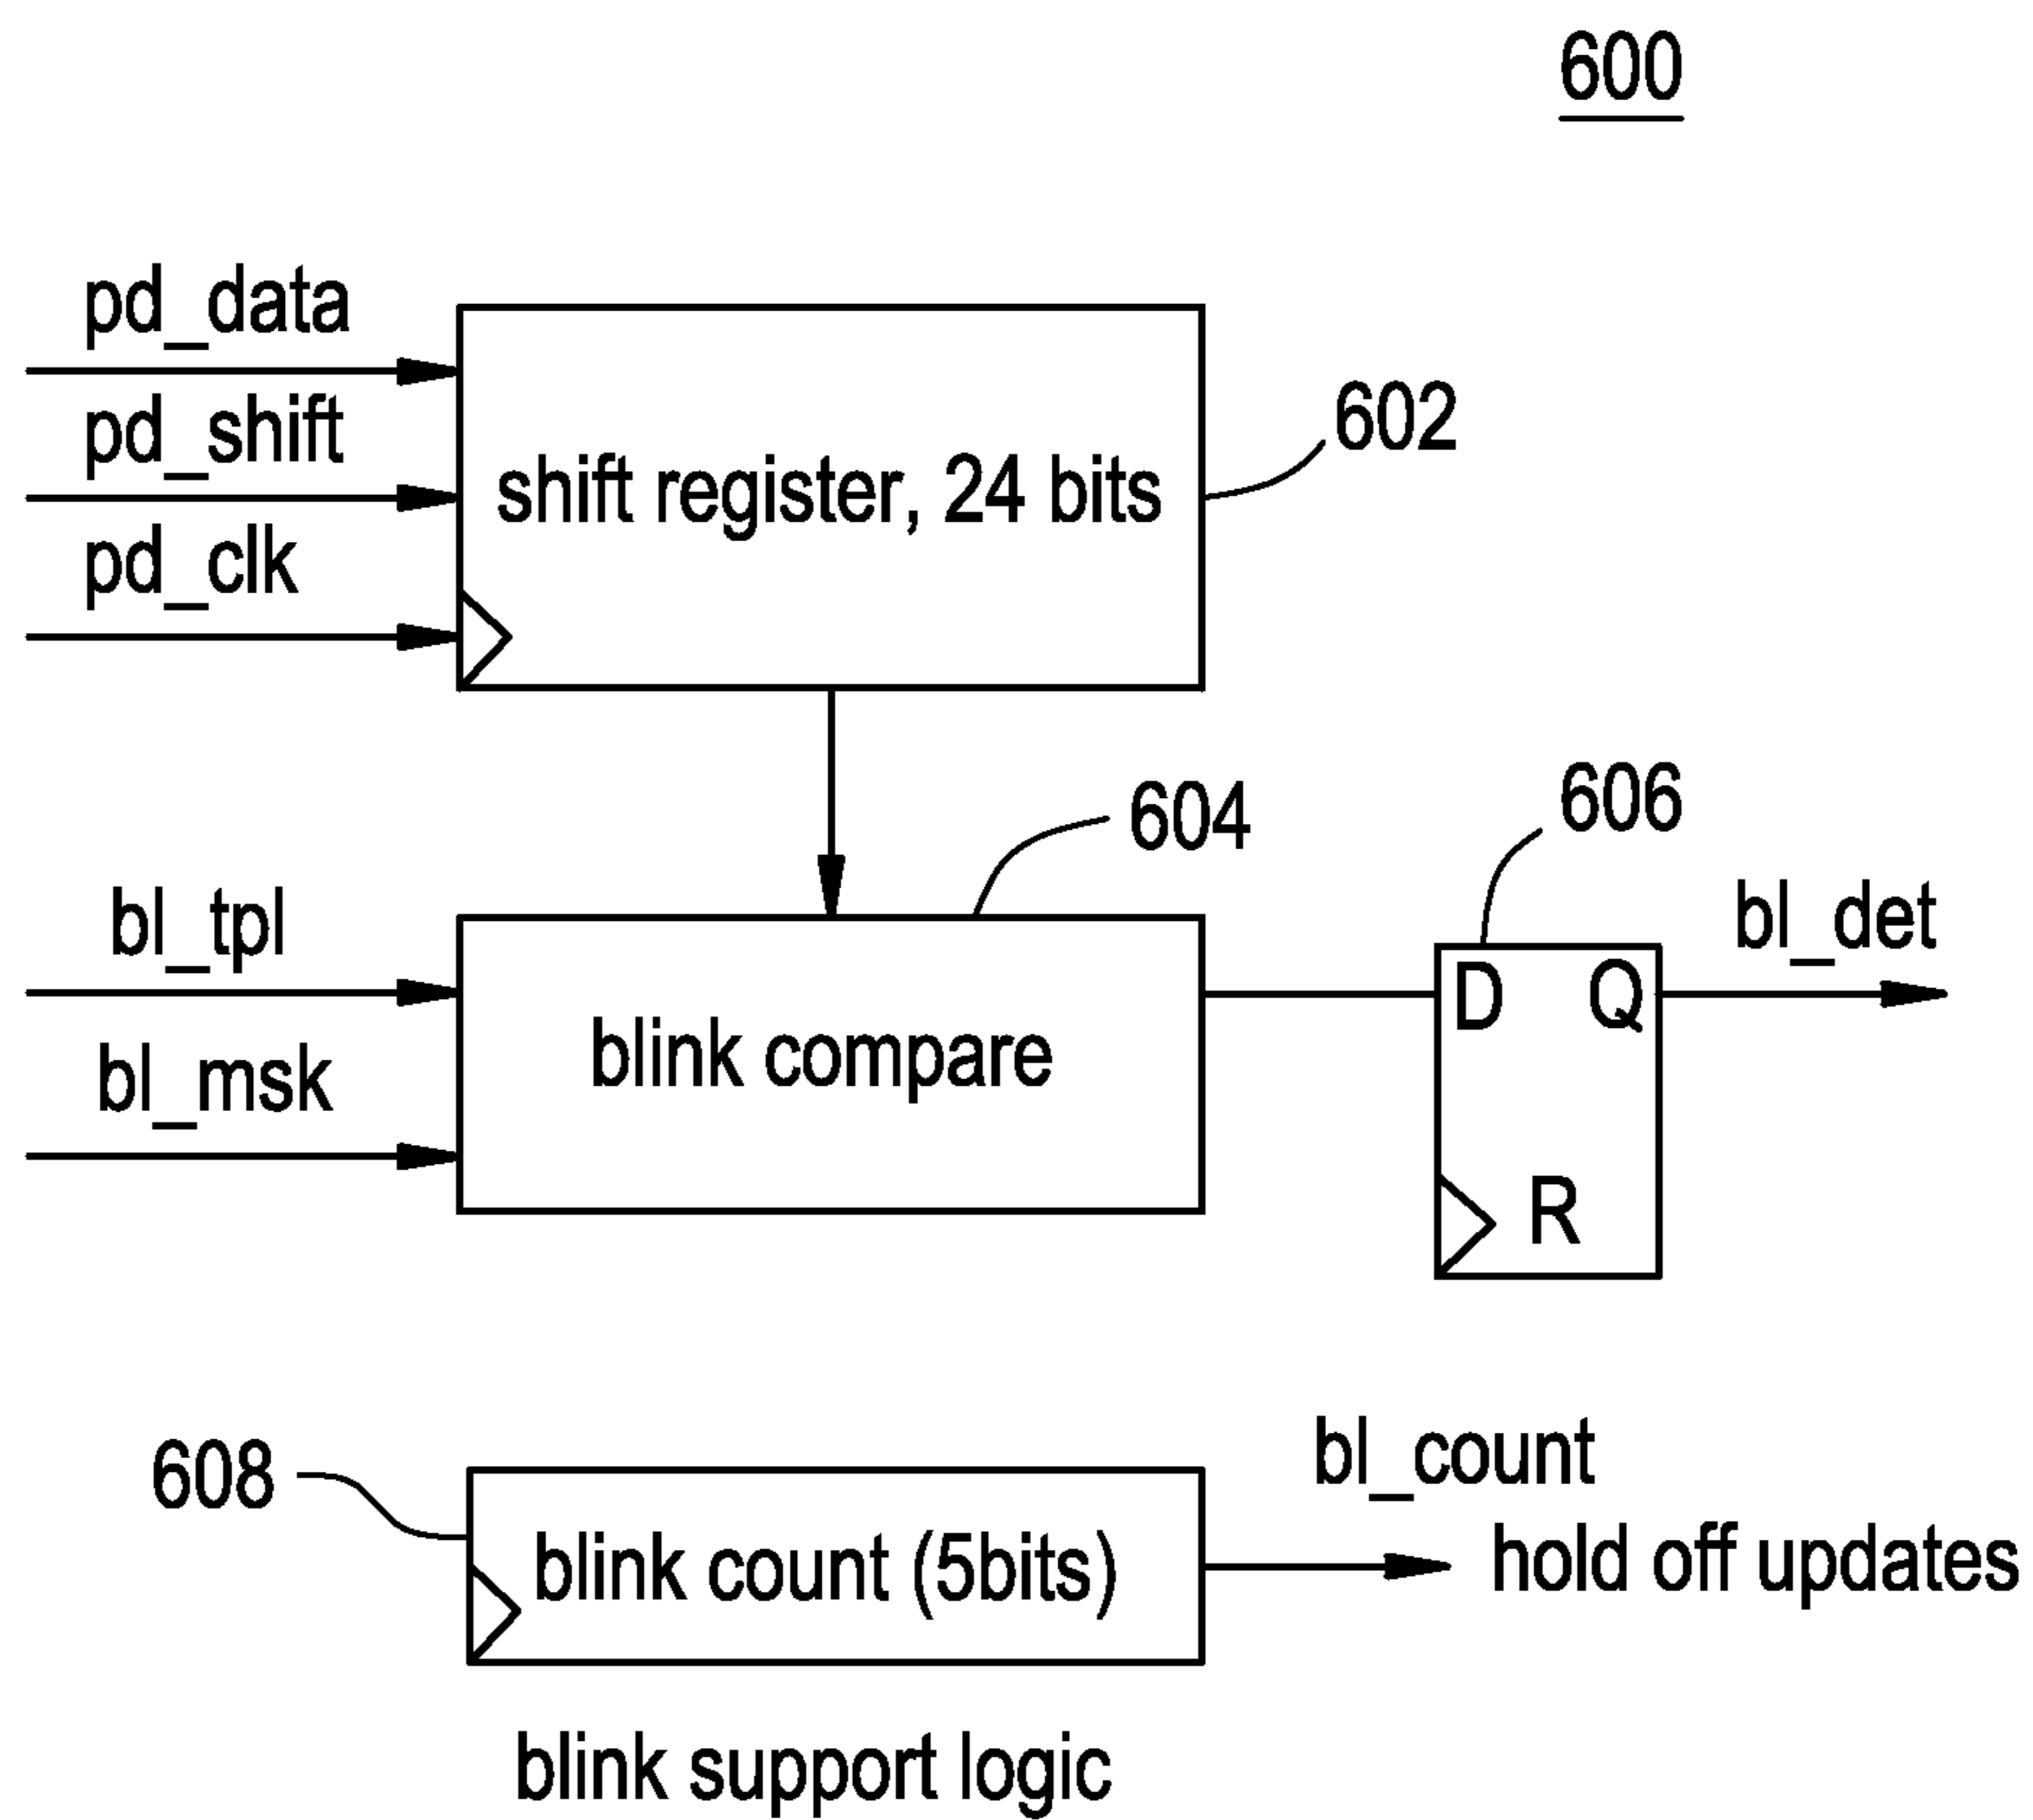 600
pd_data
pd_shift
pd_clk
shift register, 24 bits
602
604
606
bl_tpl
bl_msk
blink compare
D Q
R
bl_det
608
blink count (5bits)
bl_count
hold off updates
blink support logic